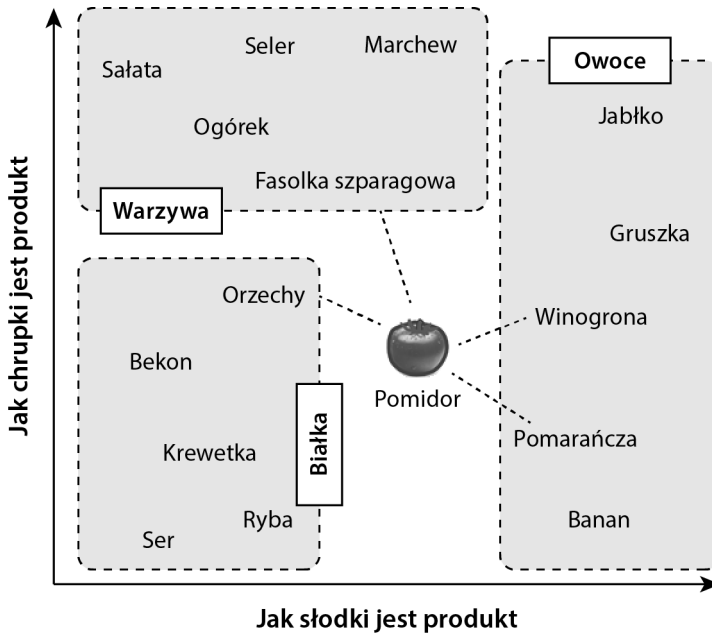 Seler
Marchew
Sałata
Owoce
Jabłko
Ogórek
Fasolka szparagowa
Warzywa
Gruszka
Orzechy
Winogrona
Bekon
Pomidor
Białka
Krewetka
Pomarańcza
Ryba
Banan
Ser
Jak chrupki jest produkt
Jak słodki jest produkt